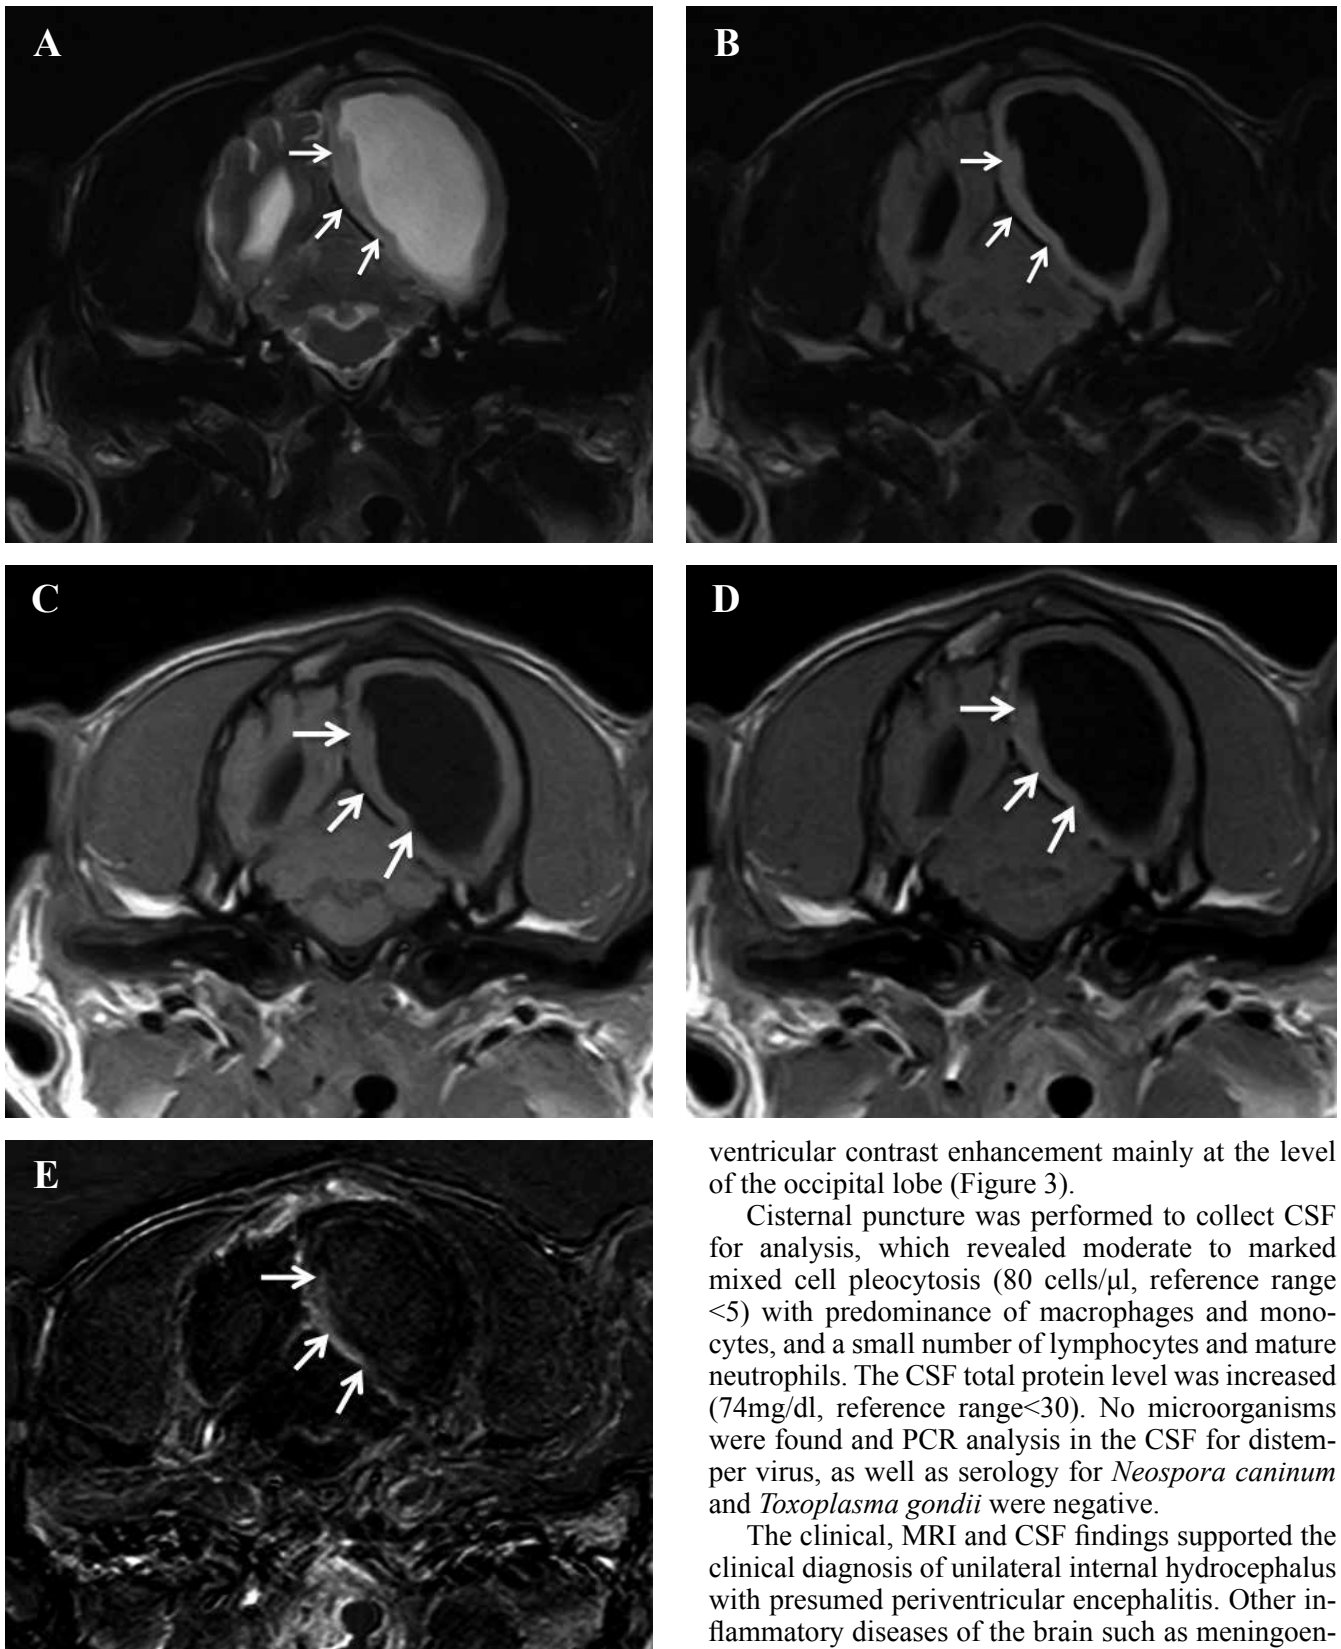 A
B
C
D
E
ventricular contrast enhancement mainly at the level
of the occipital lobe (Figure 3).
Cisternal puncture was performed to collect CSF
for analysis, which revealed moderate to marked
mixed cell pleocytosis (80 cells/μl, reference range
<5) with predominance of macrophages and mono-
cytes, and a small number of lymphocytes and mature
neutrophils. The CSF total protein level was increased
(74mg/dl, reference range<30). No microorganisms
were found and PCR analysis in the CSF for distem-
per virus, as well as serology for Neospora caninum
and Toxoplasma gondii were negative.
The clinical, MRI and CSF findings supported the
clinical diagnosis of unilateral internal hydrocephalus
with presumed periventricular encephalitis. Other in-
flammatory diseases of the brain such as meningoen-